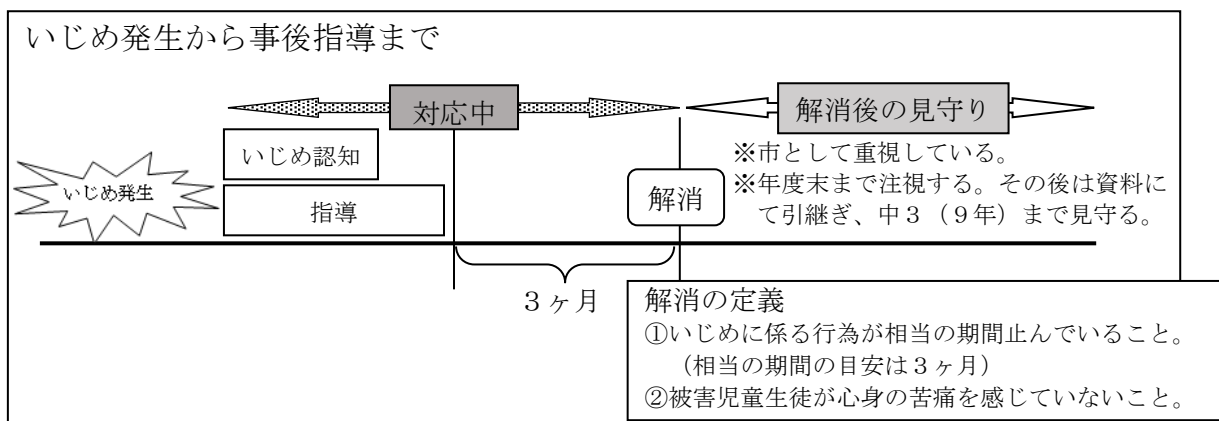 いじめ発生から事後指導まで
対応中
解消後の見守り
いじめ認知
いじめ発生
指導
解消
※市として重視している。
※年度末まで注視する。その後は資料に
て引継ぎ、中３（９年）まで見守る。
３ヶ月
解消の定義
①いじめに係る行為が相当の期間止んでいること。
（相当の期間の目安は３ヶ月）
②被害児童生徒が心身の苦痛を感じていないこと。